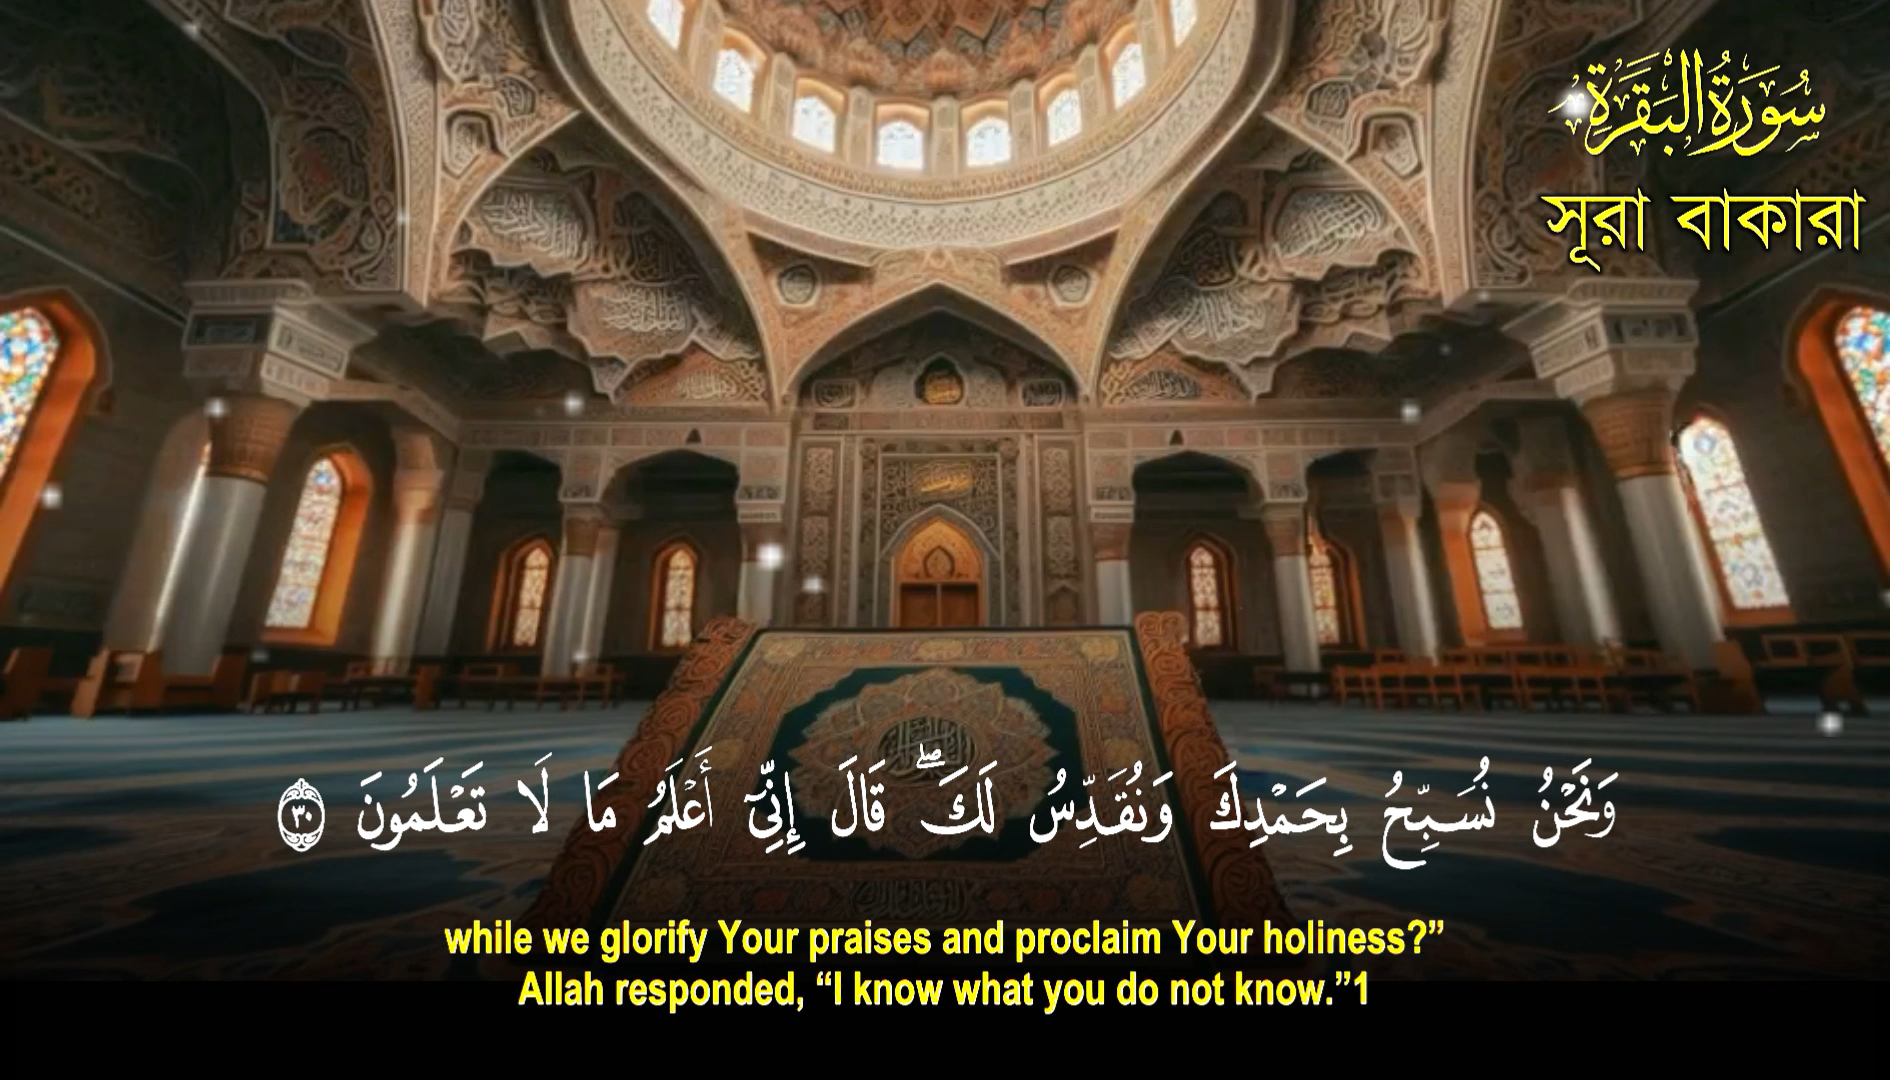 سُورَةُ البَقَرَةِ
সূরা বাকারা
وَنَحْنُ نُسَبِّحُ بِحَمْدِكَ وَنُقَدِّسُ لَكَ ۖ قَالَ إِنِّىٓ أَعْلَمُ مَا لَا تَعْلَمُونَ ٣٠
while we glorify Your praises and proclaim Your holiness?”
Allah responded, “I know what you do not know.”1